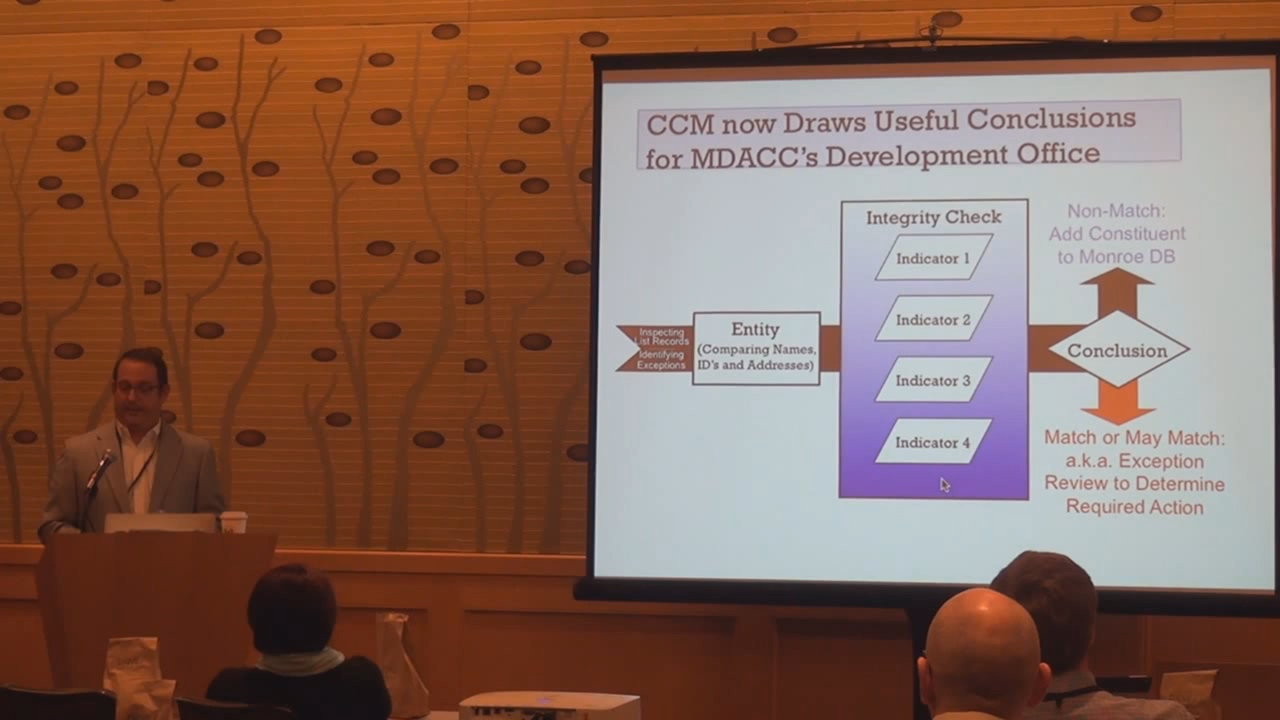 CCM now Draws Useful Conclusions
for MDACC's Development Office
Inspecting
List Records
Identifying
Exceptions
Entity
(Comparing Names,
ID's and Addresses)
Integrity Check
Indicator 1
Indicator 2
Indicator 3
Indicator 4
Non-Match:
Add Constituent
to Monroe DB
Conclusion
Match or May Match:
a.k.a. Exception
Review to Determine
Required Action